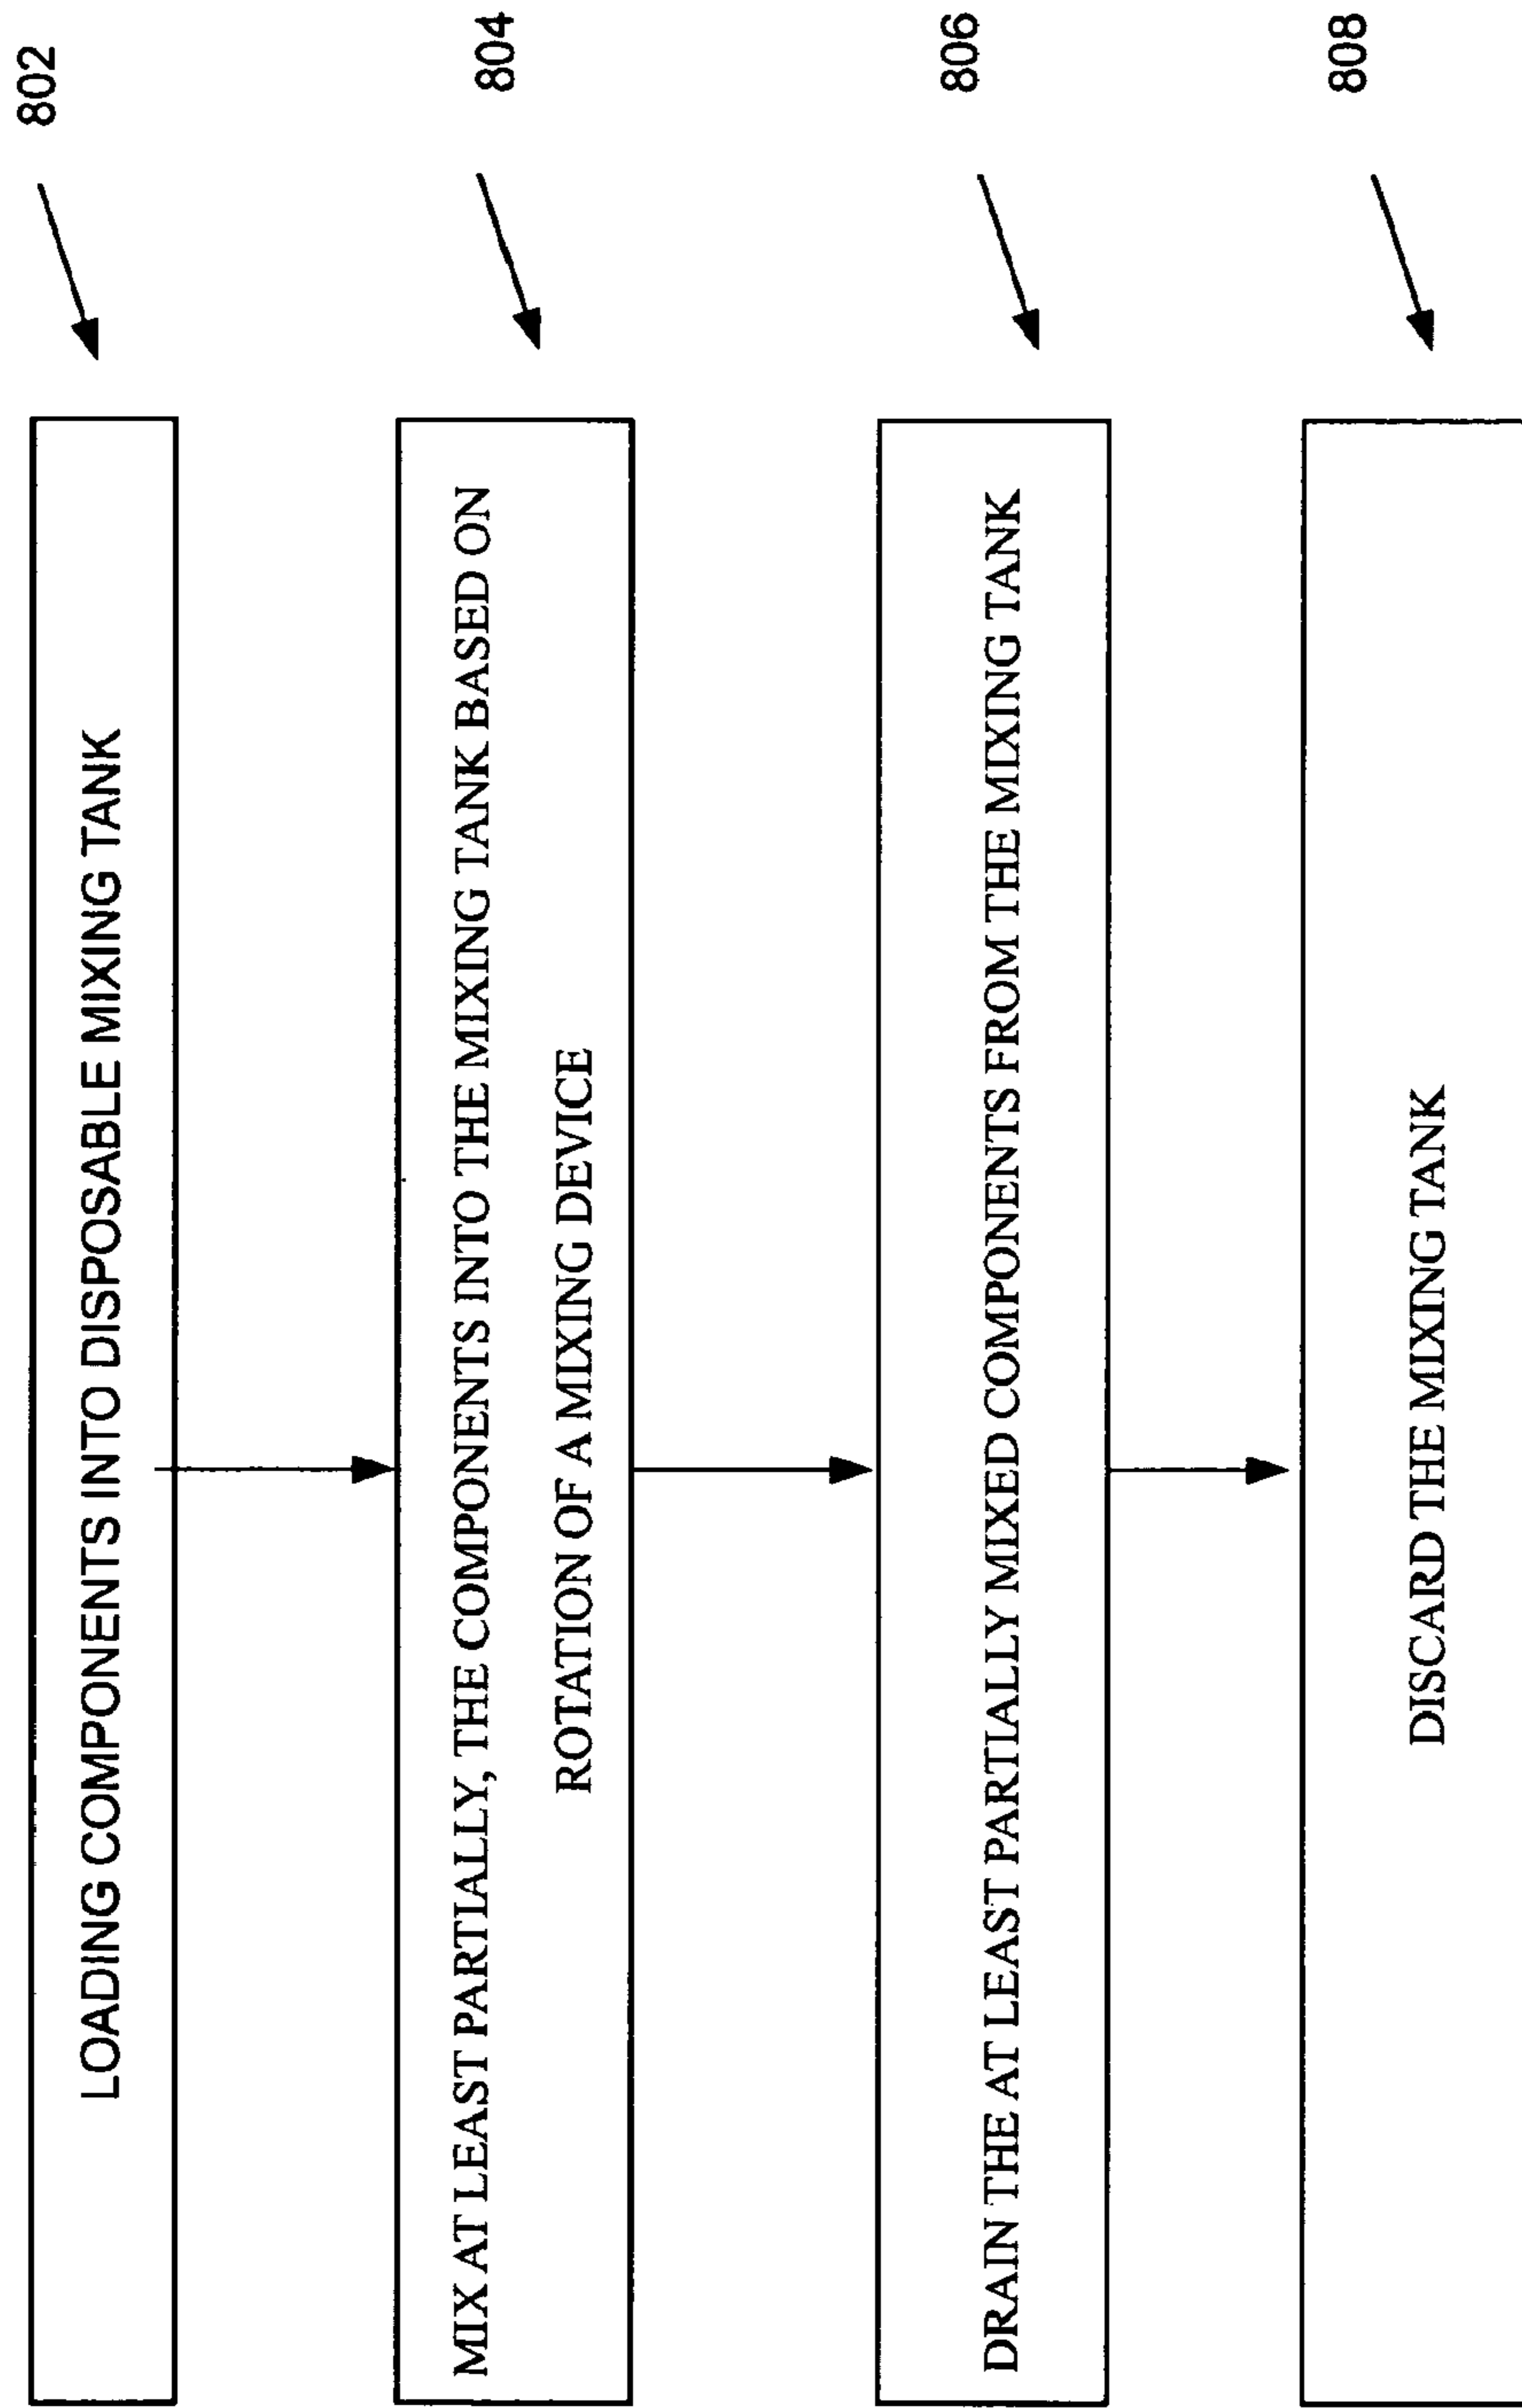 802
LOADING COMPONENTS INTO DISPOSABLE MIXING TANK
804
MIX AT LEAST PARTIALLY, THE COMPONENTS INTO THE MIXING TANK BASED ON
ROTATION OF A MIXING DEVICE
806
DRAIN THE AT LEAST PARTIALLY MIXED COMPONENTS FROM THE MIXING TANK
808
DISCARD THE MIXING TANK